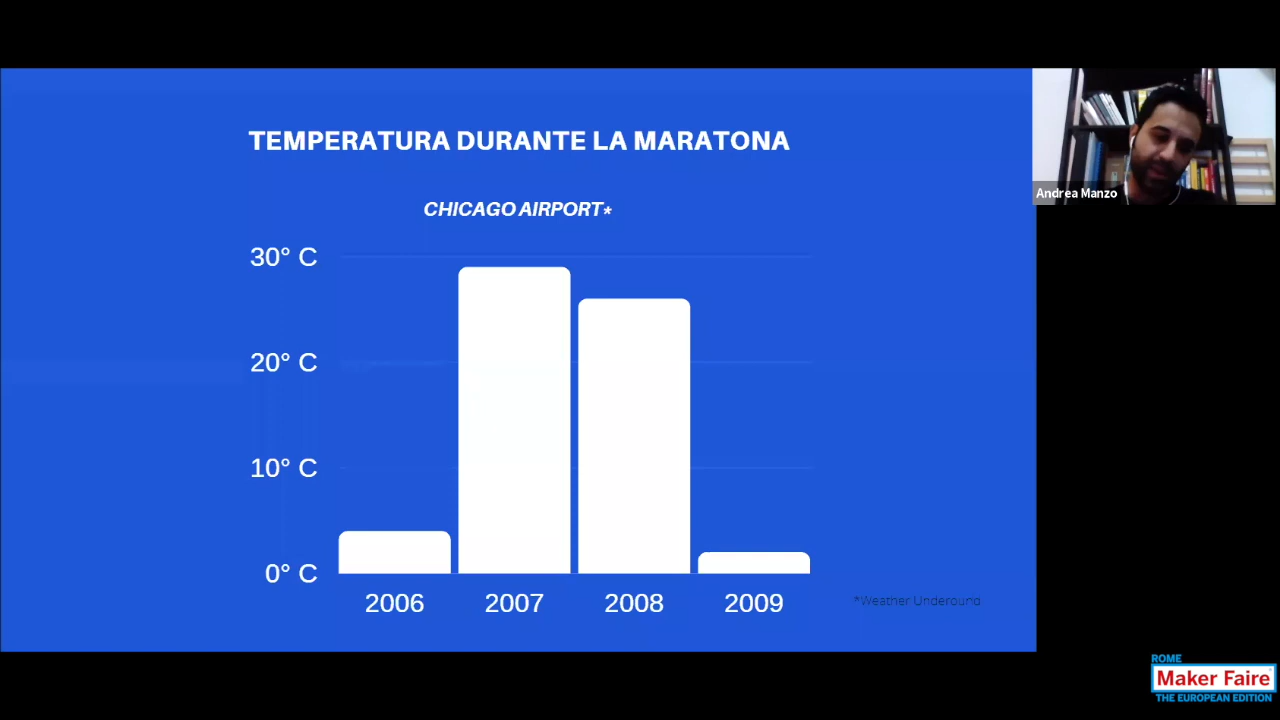 TEMPERATURA DURANTE LA MARATONA
CHICAGO AIRPORT*
30° C
20° C
10° C
0° C
2006 2007 2008 2009
*Weather Underound
Andrea Manzo
ROME
Maker Faire
THE EUROPEAN EDITION